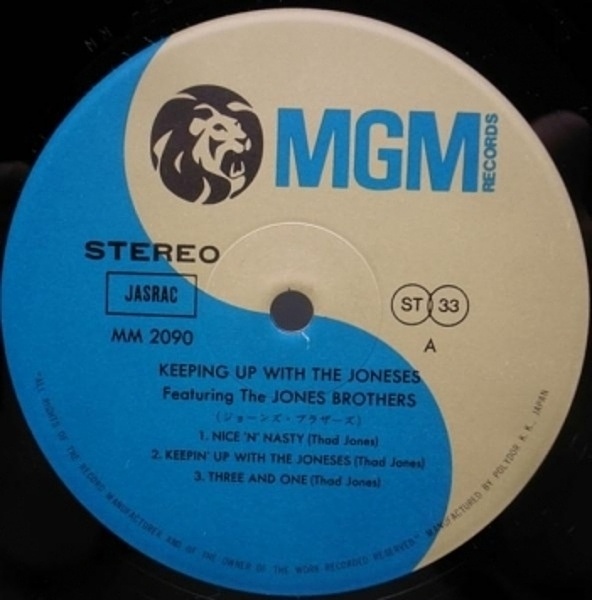 MGM
RECORDS
STEREO
JASRAC
MM 2090
ST 33
A
KEEPING UP WITH THE JONESES
Featuring The JONES BROTHERS
(ジョーンズ・ブラザーズ)
1. NICE 'N' NASTY (Thad Jones)
2. KEEPIN' UP WITH THE JONESES (Thad Jones)
3. THREE AND ONE (Thad Jones)
"ALL RIGHTS OF THE RECORD MANUFACTURER AND OF THE OWNER OF THE WORK RECORDED RESERVED." MANUFACTURED BY POLYDOR K. K., JAPAN